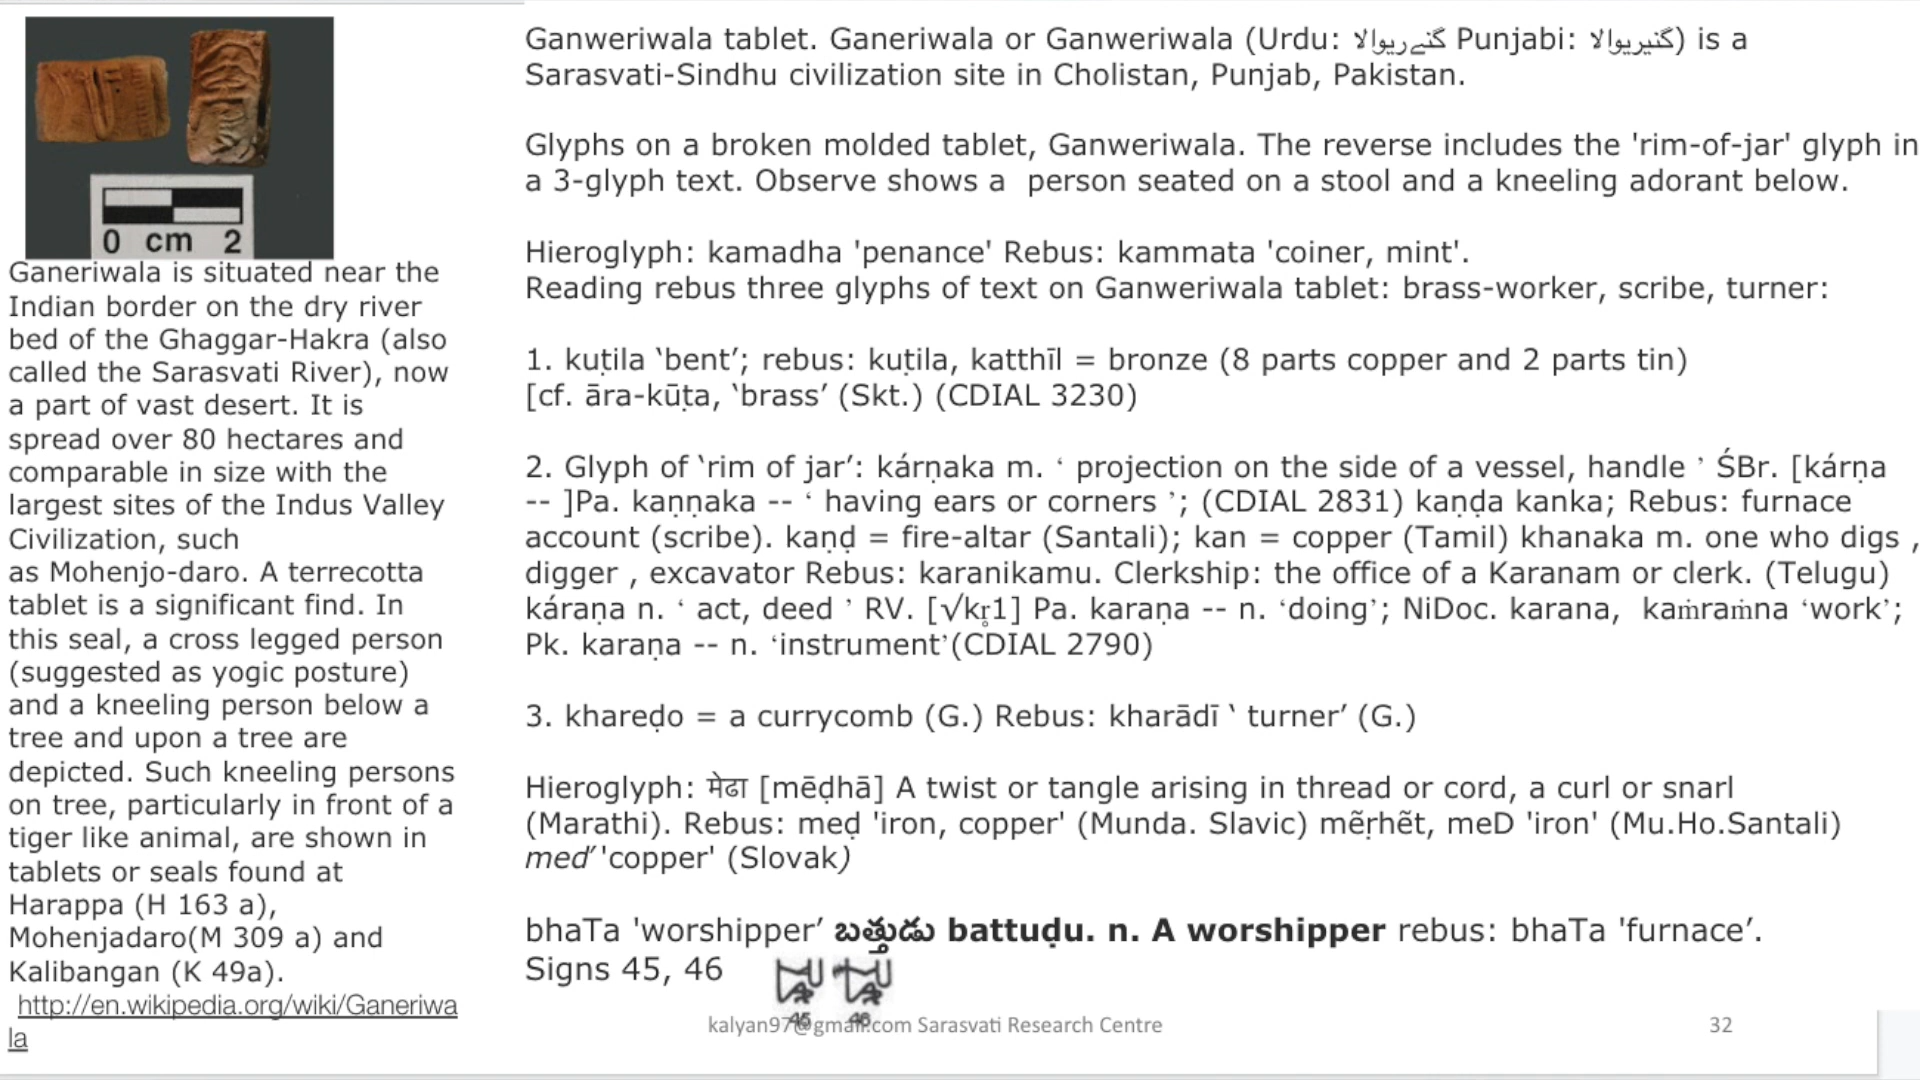 0 cm 2
Ganeriwala is situated near the
Indian border on the dry river
bed of the Ghaggar-Hakra (also
called the Sarasvati River), now
a part of vast desert. It is
spread over 80 hectares and
comparable in size with the
largest sites of the Indus Valley
Civilization, such
as Mohenjo-daro. A terrecotta
tablet is a significant find. In
this seal, a cross legged person
(suggested as yogic posture)
and a kneeling person below a
tree and upon a tree are
depicted. Such kneeling persons
on tree, particularly in front of a
tiger like animal, are shown in
tablets or seals found at
Harappa (H 163 a),
Mohenjadaro(M 309 a) and
Kalibangan (K 49a).
http://en.wikipedia.org/wiki/Ganeriwa
la
Ganweriwala tablet. Ganeriwala or Ganweriwala (Urdu: گنےریوالا Punjabi: گنیریوالا) is a
Sarasvati-Sindhu civilization site in Cholistan, Punjab, Pakistan.
Glyphs on a broken molded tablet, Ganweriwala. The reverse includes the 'rim-of-jar' glyph in
a 3-glyph text. Observe shows a person seated on a stool and a kneeling adorant below.
Hieroglyph: kamadha 'penance' Rebus: kammata 'coiner, mint'.
Reading rebus three glyphs of text on Ganweriwala tablet: brass-worker, scribe, turner:
1. kuṭila ‛bent’; rebus: kuṭila, katthīl = bronze (8 parts copper and 2 parts tin)
[cf. āra-kūṭa, ‛brass’ (Skt.) (CDIAL 3230)
2. Glyph of ‛rim of jar’: kárṇaka m. ‘ projection on the side of a vessel, handle ’ ŚBr. [kárṇa
-- ]Pa. kaṇṇaka -- ‘ having ears or corners ’; (CDIAL 2831) kaṇḍa kanka; Rebus: furnace
account (scribe). kaṇḍ = fire-altar (Santali); kan = copper (Tamil) khanaka m. one who digs ,
digger , excavator Rebus: karanikamu. Clerkship: the office of a Karanam or clerk. (Telugu)
káraṇa n. ‘ act, deed ’ RV. [√kr̥1] Pa. karaṇa -- n. ‘doing’; NiDoc. karana, kaṁraṁna ‘work’;
Pk. karaṇa -- n. ‘instrument’(CDIAL 2790)
3. khareḍo = a currycomb (G.) Rebus: kharādī ‛ turner’ (G.)
Hieroglyph: मेढा [mēḍhā] A twist or tangle arising in thread or cord, a curl or snarl
(Marathi). Rebus: meḍ 'iron, copper' (Munda. Slavic) mẽṛhẽt, meD 'iron' (Mu.Ho.Santali)
meď 'copper' (Slovak)
bhaTa 'worshipper’ బత్తుడు battuḍu. n. A worshipper rebus: bhaTa 'furnace’.
Signs 45, 46
45 46
kalyan97@gmail.com Sarasvati Research Centre
32